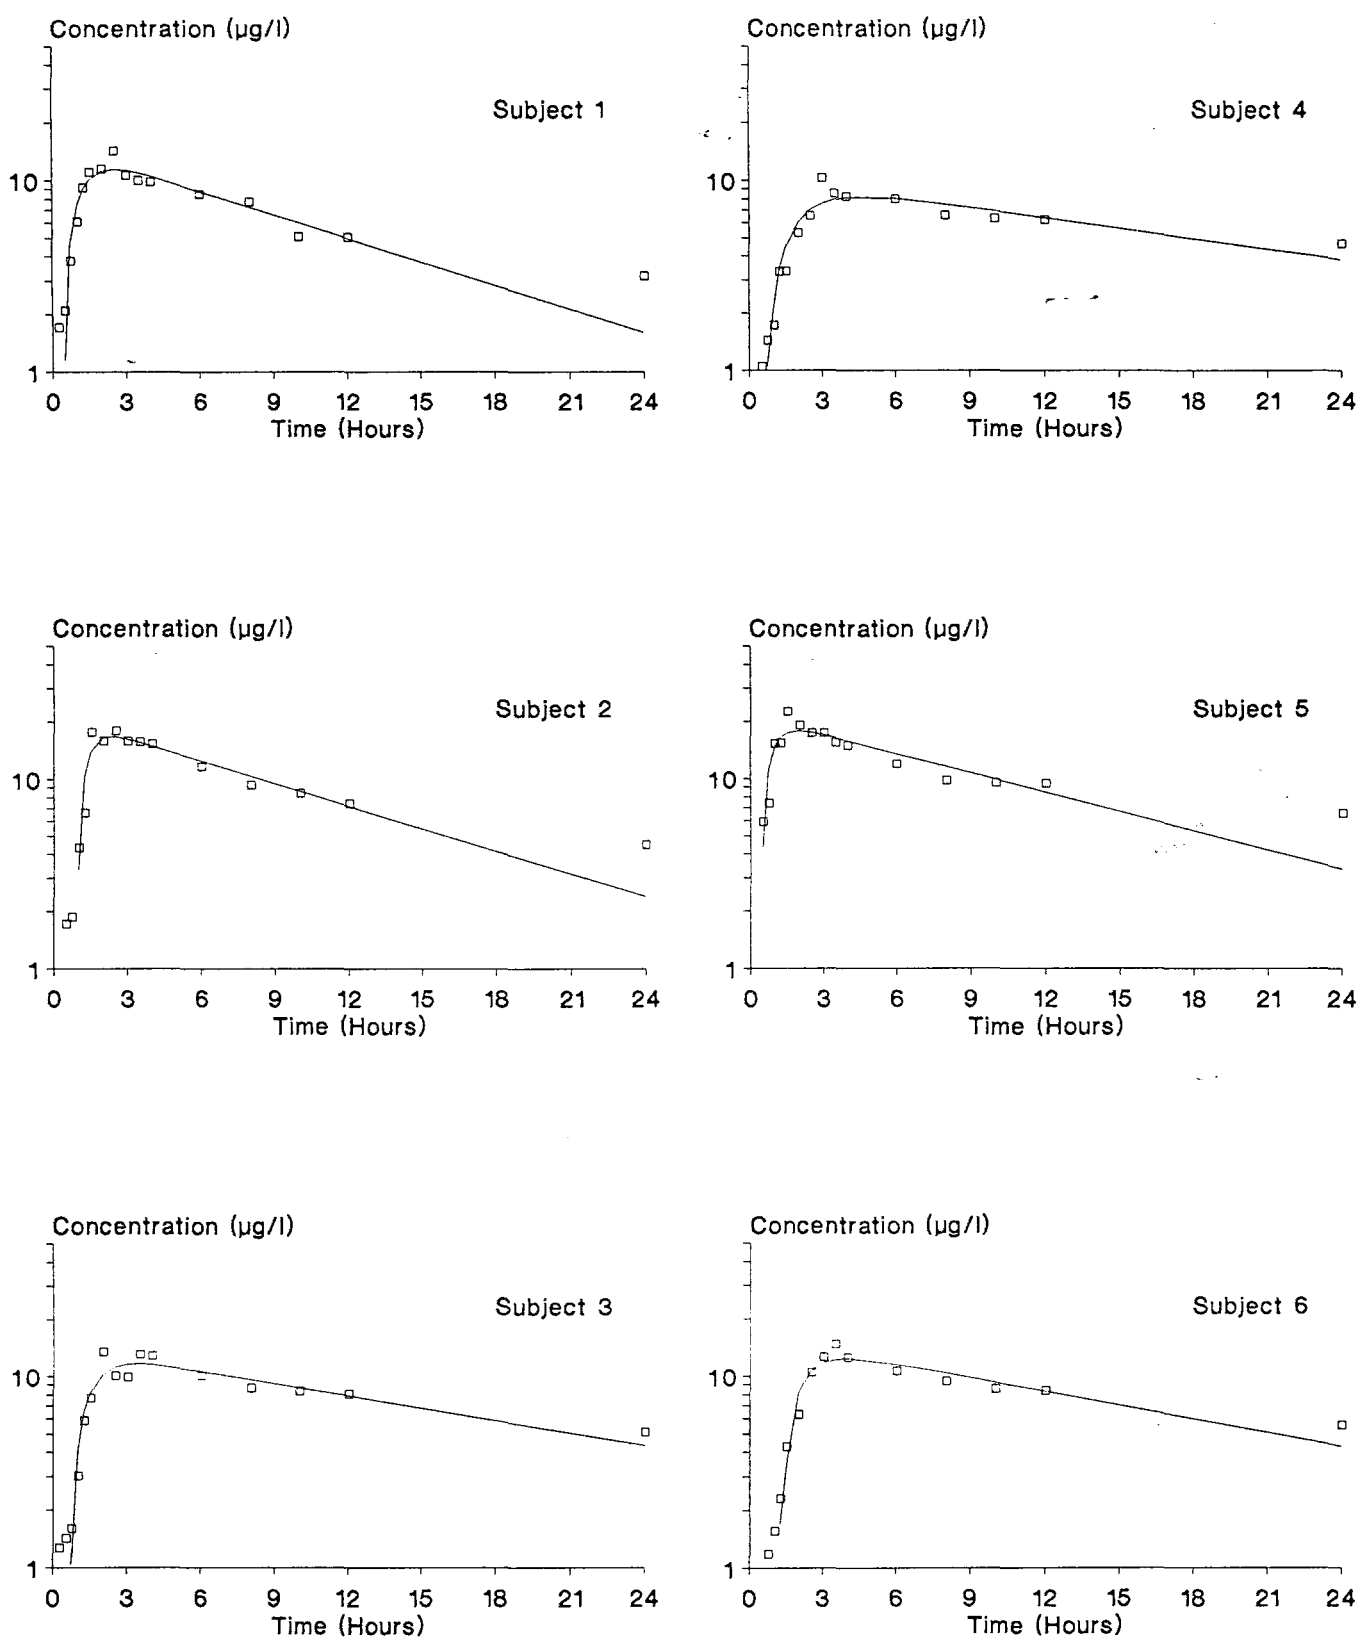 Concentration (µg/l)
Subject 1
10
1
0 3 6 9 12 15 18 21 24
Time (Hours)
Concentration (µg/l)
Subject 4
10
1
0 3 6 9 12 15 18 21 24
Time (Hours)
Concentration (µg/l)
Subject 2
10
1
0 3 6 9 12 15 18 21 24
Time (Hours)
Concentration (µg/l)
Subject 5
10
1
0 3 6 9 12 15 18 21 24
Time (Hours)
Concentration (µg/l)
Subject 3
10
1
0 3 6 9 12 15 18 21 24
Time (Hours)
Concentration (µg/l)
Subject 6
10
1
0 3 6 9 12 15 18 21 24
Time (Hours)